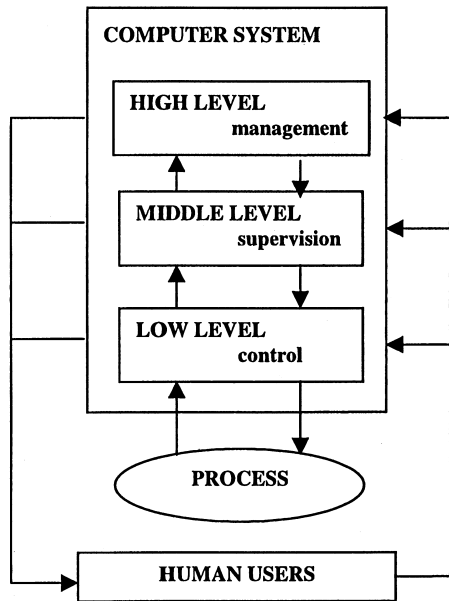 COMPUTER SYSTEM
HIGH LEVEL
management
MIDDLE LEVEL
supervision
LOW LEVEL
control
PROCESS
HUMAN USERS